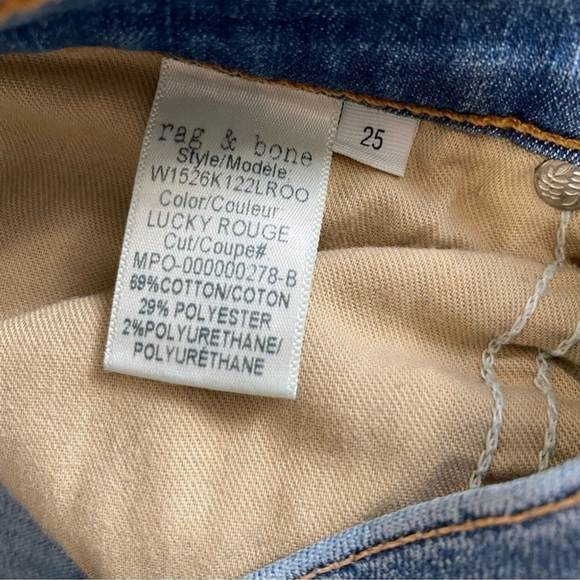 rag & bone
Style/Modele:
W1526K122LROO
Color/Couleur
LUCKY ROUGE
Cut/Coupe#
MPO-000000278-B
69%COTTON/COTON
29% POLYESTER
2%POLYURETHANE/
POLYURÉTHANE
25